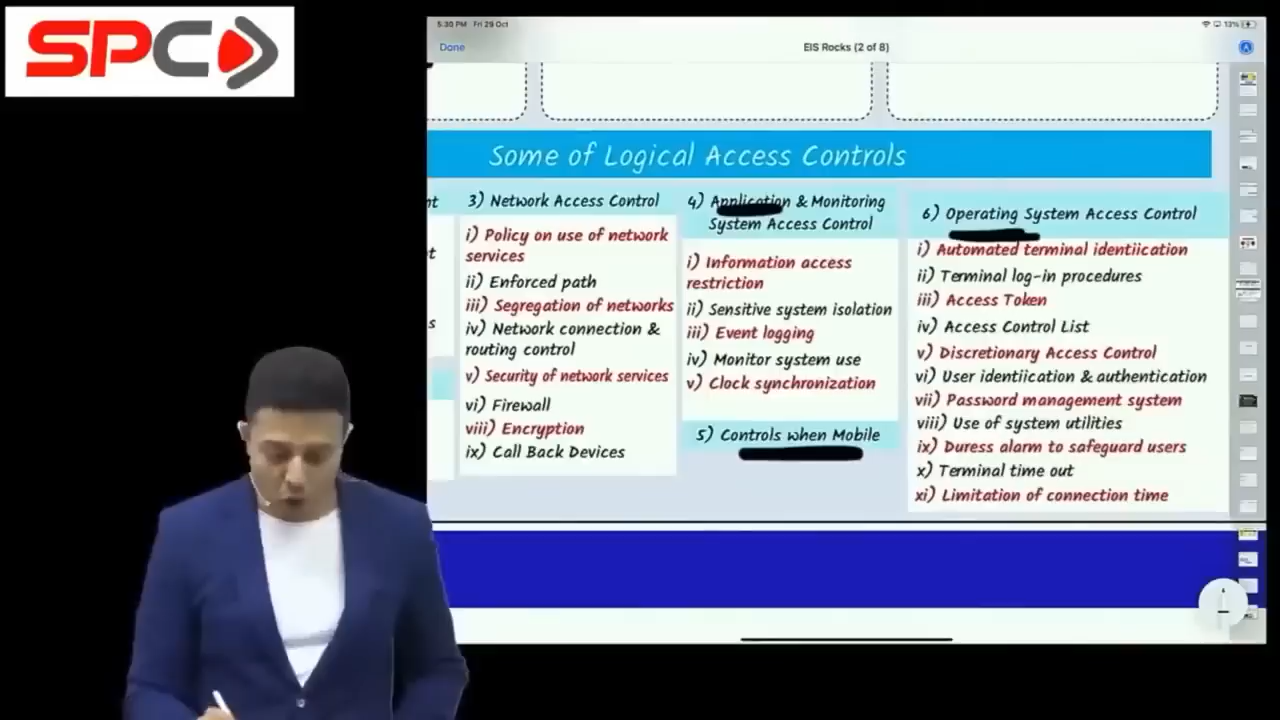 SPC
5:30 PM Fri 29 Oct
13%
Done
EIS Rocks (2 of 8)
Some of Logical Access Controls
nt
t
s
3) Network Access Control
i) Policy on use of network
services
ii) Enforced path
iii) Segregation of networks
iv) Network connection &
routing control
v) Security of network services
vi) Firewall
viii) Encryption
ix) Call Back Devices
4) Application & Monitoring
System Access Control
i) Information access
restriction
ii) Sensitive system isolation
iii) Event logging
iv) Monitor system use
v) Clock synchronization
5) Controls when Mobile
6) Operating System Access Control
i) Automated terminal identiication
ii) Terminal log-in procedures
iii) Access Token
iv) Access Control List
v) Discretionary Access Control
vi) User identiication & authentication
vii) Password management system
viii) Use of system utilities
ix) Duress alarm to safeguard users
x) Terminal time out
xi) Limitation of connection time